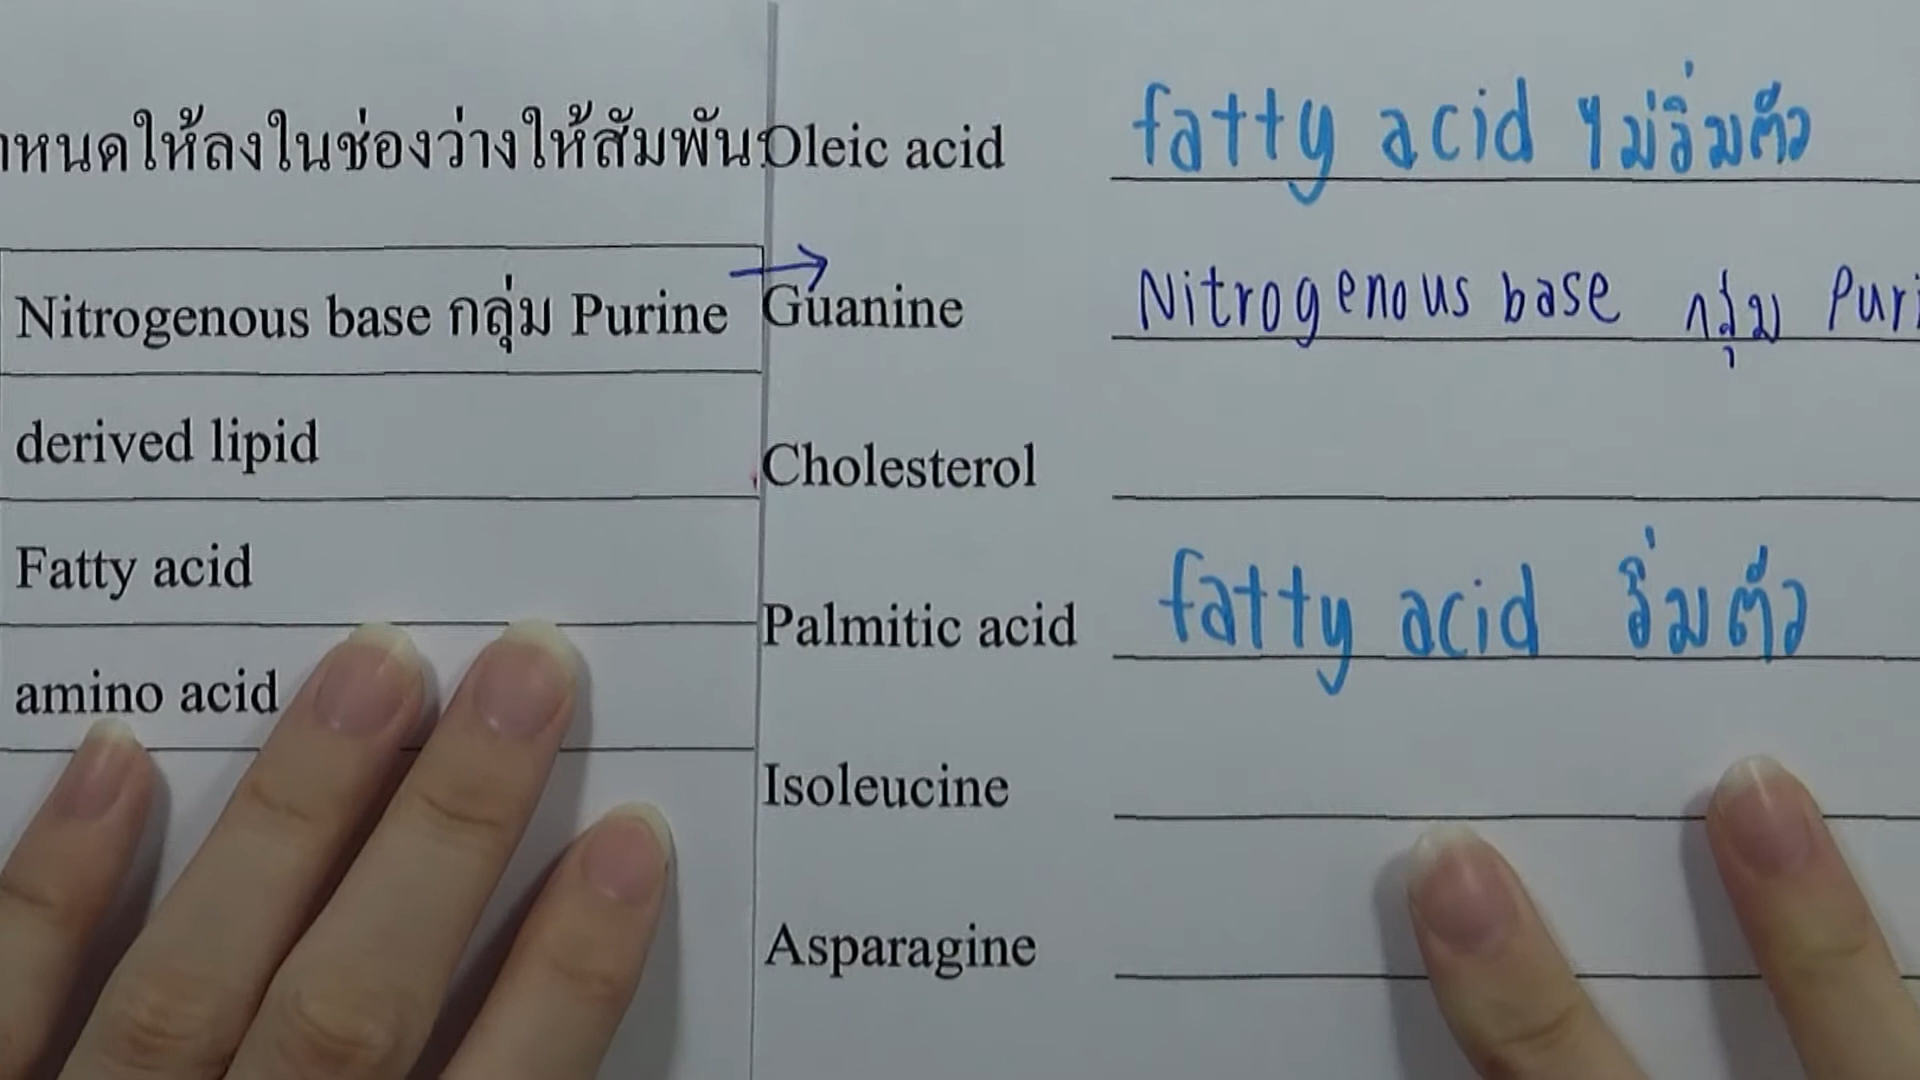 หนดให้ลงในช่องว่างให้สัมพัน
Nitrogenous base กลุ่ม Purine
derived lipid
Fatty acid
amino acid
Oleic acid fatty acid ไม่อิ่มตัว
Guanine Nitrogenous base กลุ่ม Puri
Cholesterol
Palmitic acid fatty acid อิ่มตัว
Isoleucine
Asparagine